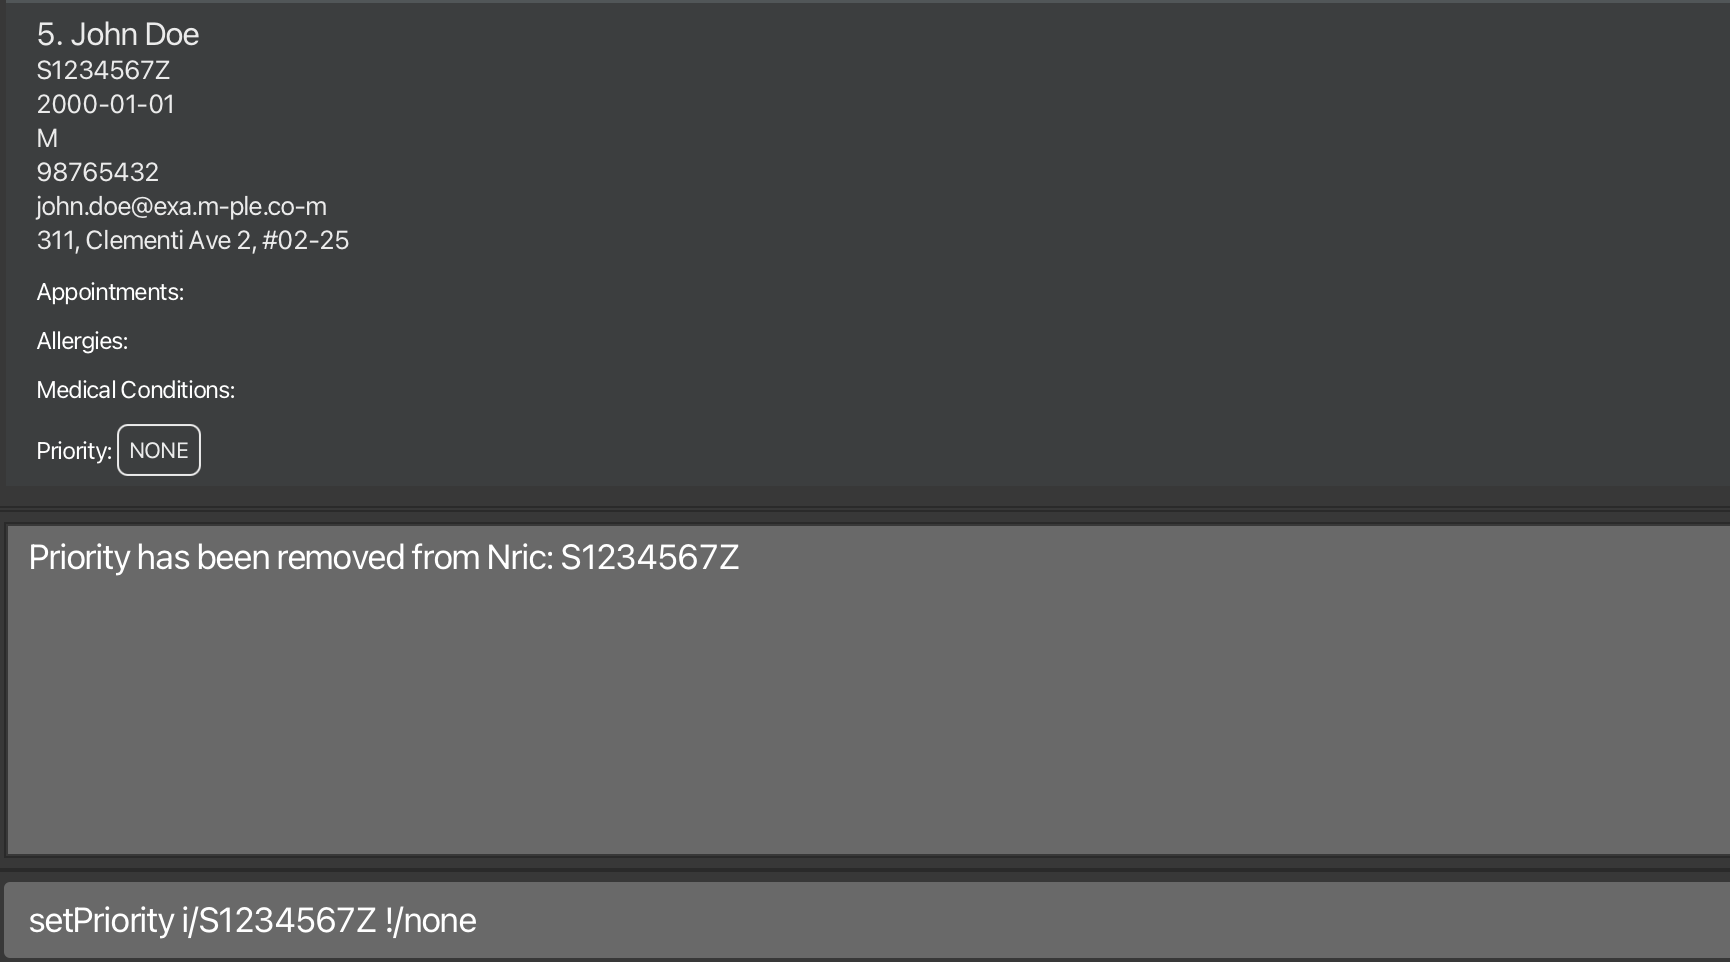 5. John Doe
S1234567Z
2000-01-01
M
98765432
john.doe@exa.m-ple.co-m
311, Clementi Ave 2, #02-25
Appointments:
Allergies:
Medical Conditions:
Priority: NONE
Priority has been removed from Nric: S1234567Z
setPriority i/S1234567Z !/none